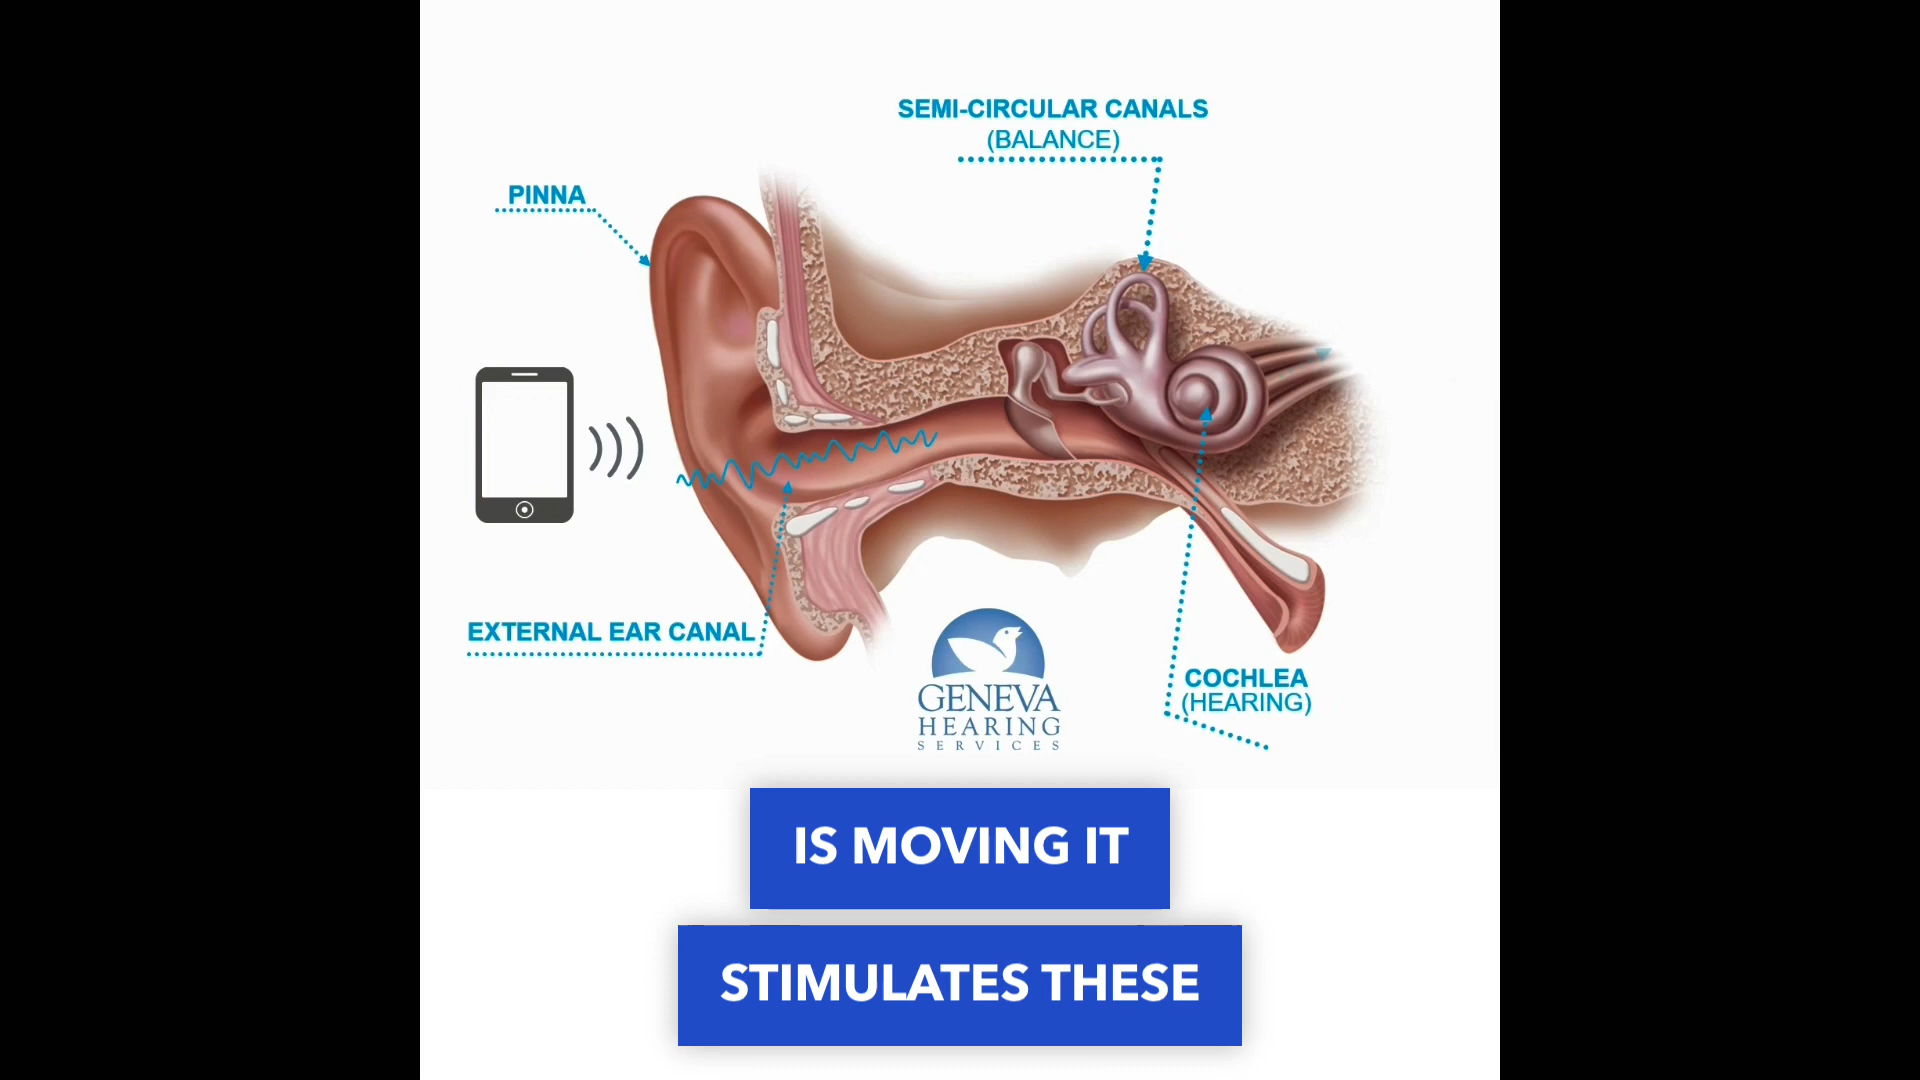 SEMI-CIRCULAR CANALS
(BALANCE)
PINNA
EXTERNAL EAR CANAL
COCHLEA
(HEARING)
GENEVA
HEARING
SERVICES
IS MOVING IT
STIMULATES THESE